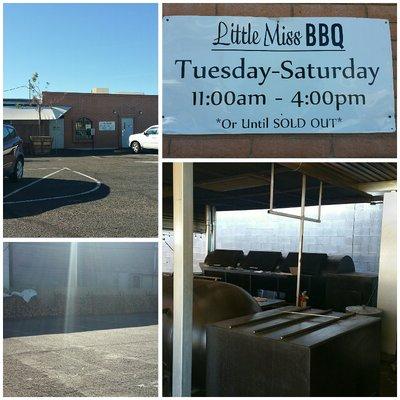 Little Miss BBQ
Tuesday-Saturday
11:00am - 4:00pm
*Or Until SOLD OUT*